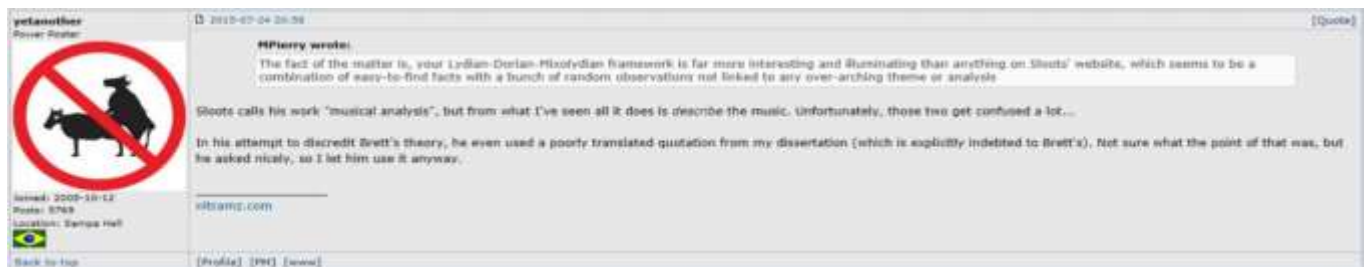 yetanother
2015-07-24 20:56
[Quote]
Power Poster
MPierry wrote:
The fact of the matter is, your Lydian-Dorian-Mixolydian framework is far more interesting and illuminating than anything on Sloots' website, which seems to be a
combination of easy-to-find facts with a bunch of random observations not linked to any over-arching theme or analysis
Sloots calls his work "musical analysis", but from what I've seen all it does is describe the music. Unfortunately, those two get confused a lot...
In his attempt to discredit Brett's theory, he even used a poorly translated quotation from my dissertation (which is explicitly indebted to Brett's). Not sure what the point of that was, but
he asked nicely, so I let him use it anyway.
Joined: 2005-10-12
Posts: 5769
Location: Sampa Hell
Back to top
[Profile] [PM] [www]